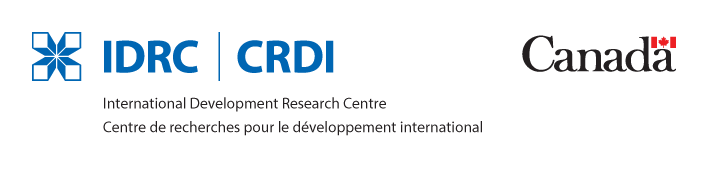 IDRC | CRDI
International Development Research Centre
Centre de recherches pour le développement international
Canada